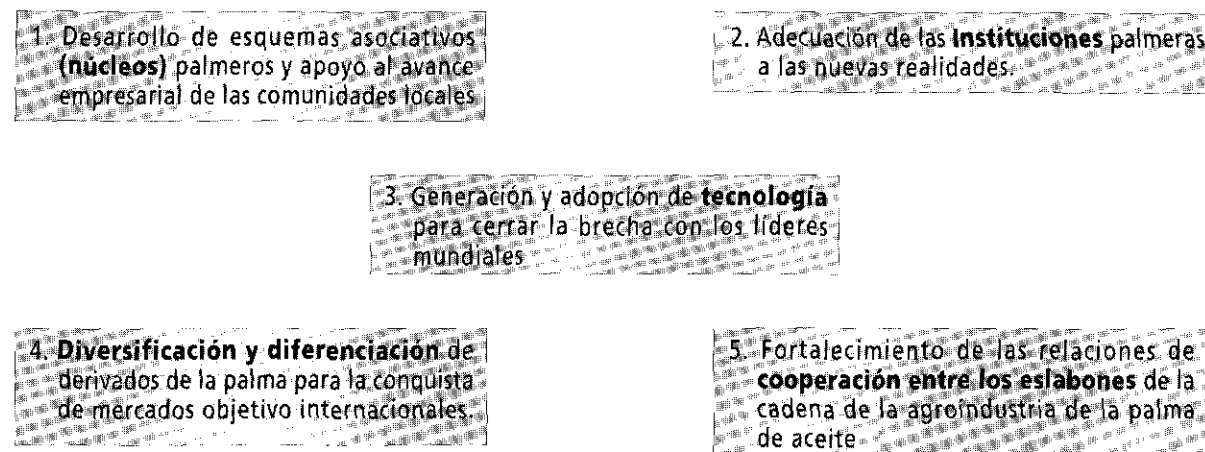 1. Desarrollo de esquemas asociativos
(núcleos) palmeros y apoyo al avance
empresarial de las comunidades locales
2. Adecuación de las Instituciones palmeras
a las nuevas realidades.
3. Generación y adopción de tecnología
para cerrar la brecha con los líderes
mundiales
4. Diversificación y diferenciación de
derivados de la palma para la conquista
de mercados objetivo internacionales.
5. Fortalecimiento de las relaciones de
cooperación entre los eslabones de la
cadena de la agroindustria de la palma
de aceite